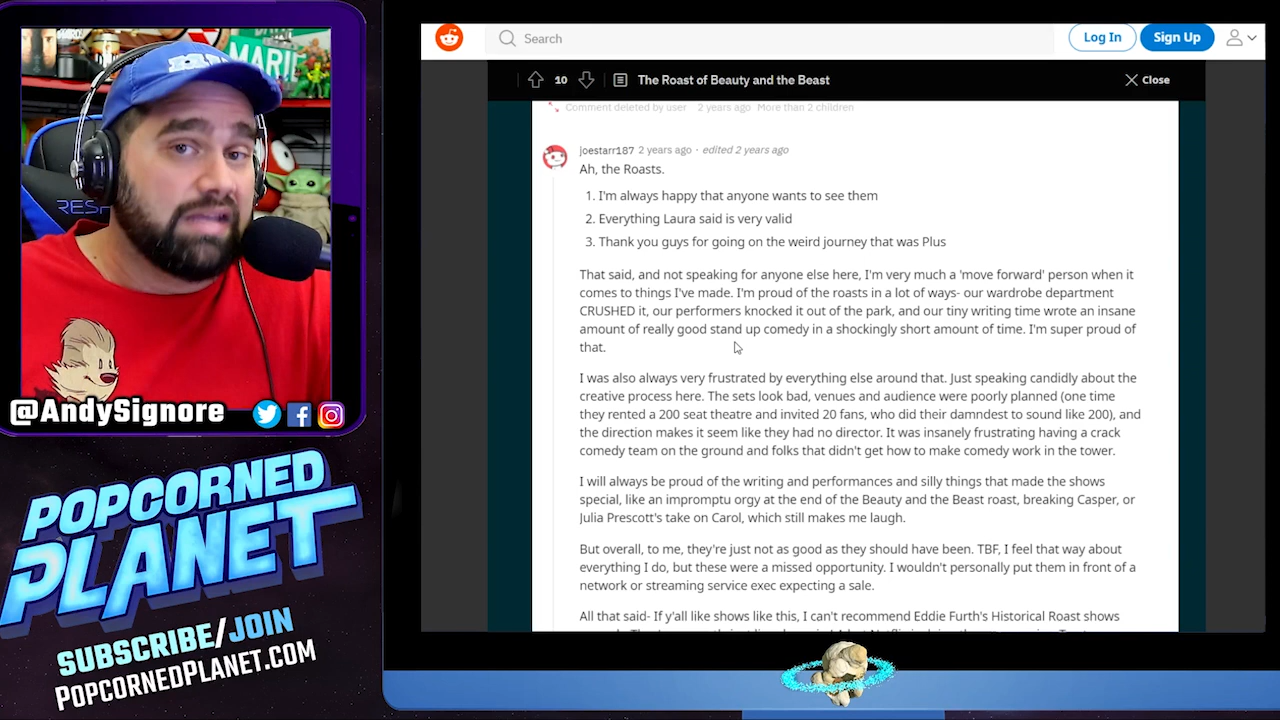 MARIE
RESP
@AndySignore
POPCORNED
PLANET
SUBSCRIBE/JOIN
POPCORNEDPLANET.COM
Search
Log In
Sign Up
10
The Roast of Beauty and the Beast
Close
Comment deleted by user 2 years ago More than 2 children
joestarr187 2 years ago · edited 2 years ago
Ah, the Roasts.
1. I'm always happy that anyone wants to see them
2. Everything Laura said is very valid
3. Thank you guys for going on the weird journey that was Plus
That said, and not speaking for anyone else here, I'm very much a 'move forward' person when it
comes to things I've made. I'm proud of the roasts in a lot of ways- our wardrobe department
CRUSHED it, our performers knocked it out of the park, and our tiny writing time wrote an insane
amount of really good stand up comedy in a shockingly short amount of time. I'm super proud of
that.
I was also always very frustrated by everything else around that. Just speaking candidly about the
creative process here. The sets look bad, venues and audience were poorly planned (one time
they rented a 200 seat theatre and invited 20 fans, who did their damndest to sound like 200), and
the direction makes it seem like they had no director. It was insanely frustrating having a crack
comedy team on the ground and folks that didn't get how to make comedy work in the tower.
I will always be proud of the writing and performances and silly things that made the shows
special, like an impromptu orgy at the end of the Beauty and the Beast roast, breaking Casper, or
Julia Prescott's take on Carol, which still makes me laugh.
But overall, to me, they're just not as good as they should have been. TBF, I feel that way about
everything I do, but these were a missed opportunity. I wouldn't personally put them in front of a
network or streaming service exec expecting a sale.
All that said- If y'all like shows like this, I can't recommend Eddie Furth's Historical Roast shows